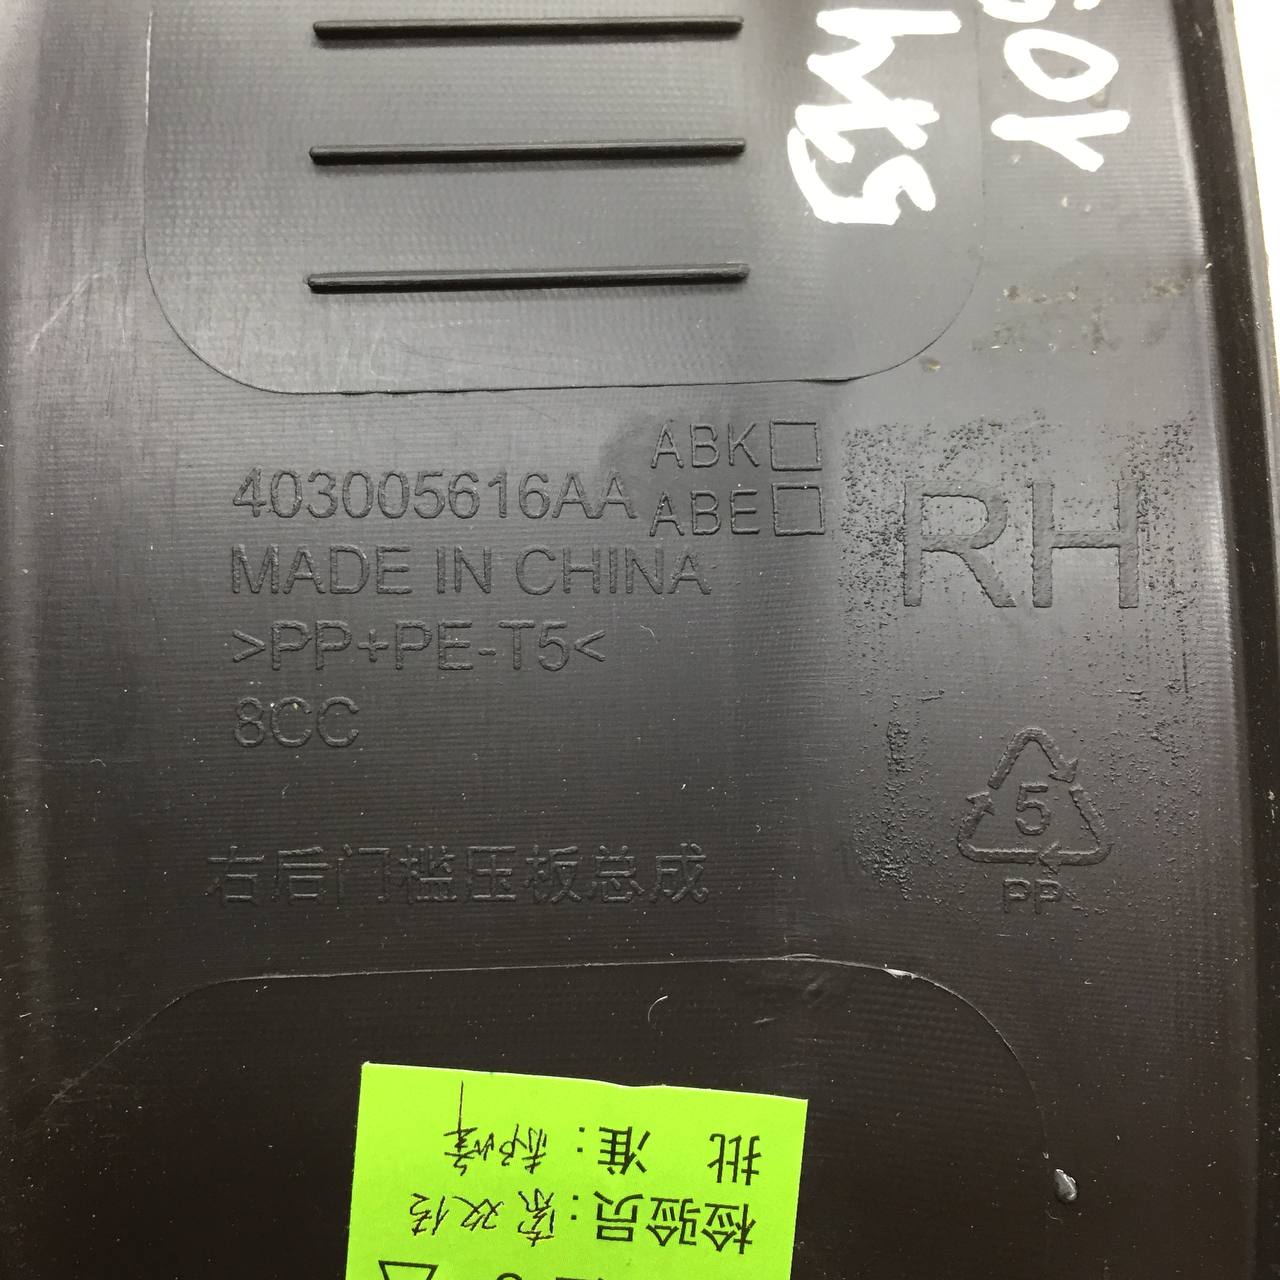 403005616AA
ABK
ABE
MADE IN CHINA
>PP+PE-T5<
8CC
RH
5
PP
右后门槛压板总成
检验员:
批 准: